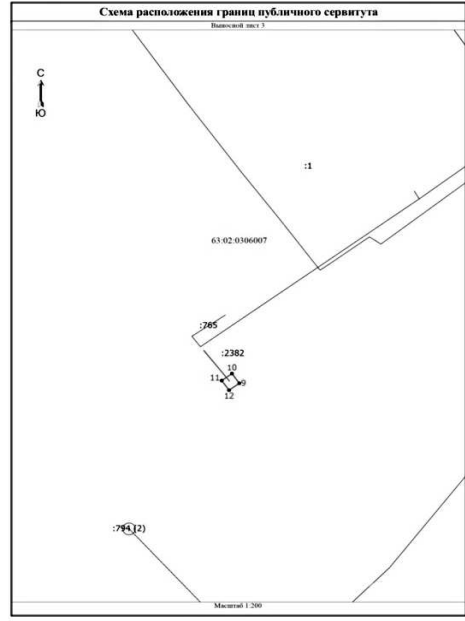 Схема расположения границ публичного сервитута
Выносной лист 3
С
Ю
:1
63:02:0306007
:765
:2382
10
11
9
12
:794 (2)
Масштаб 1:200